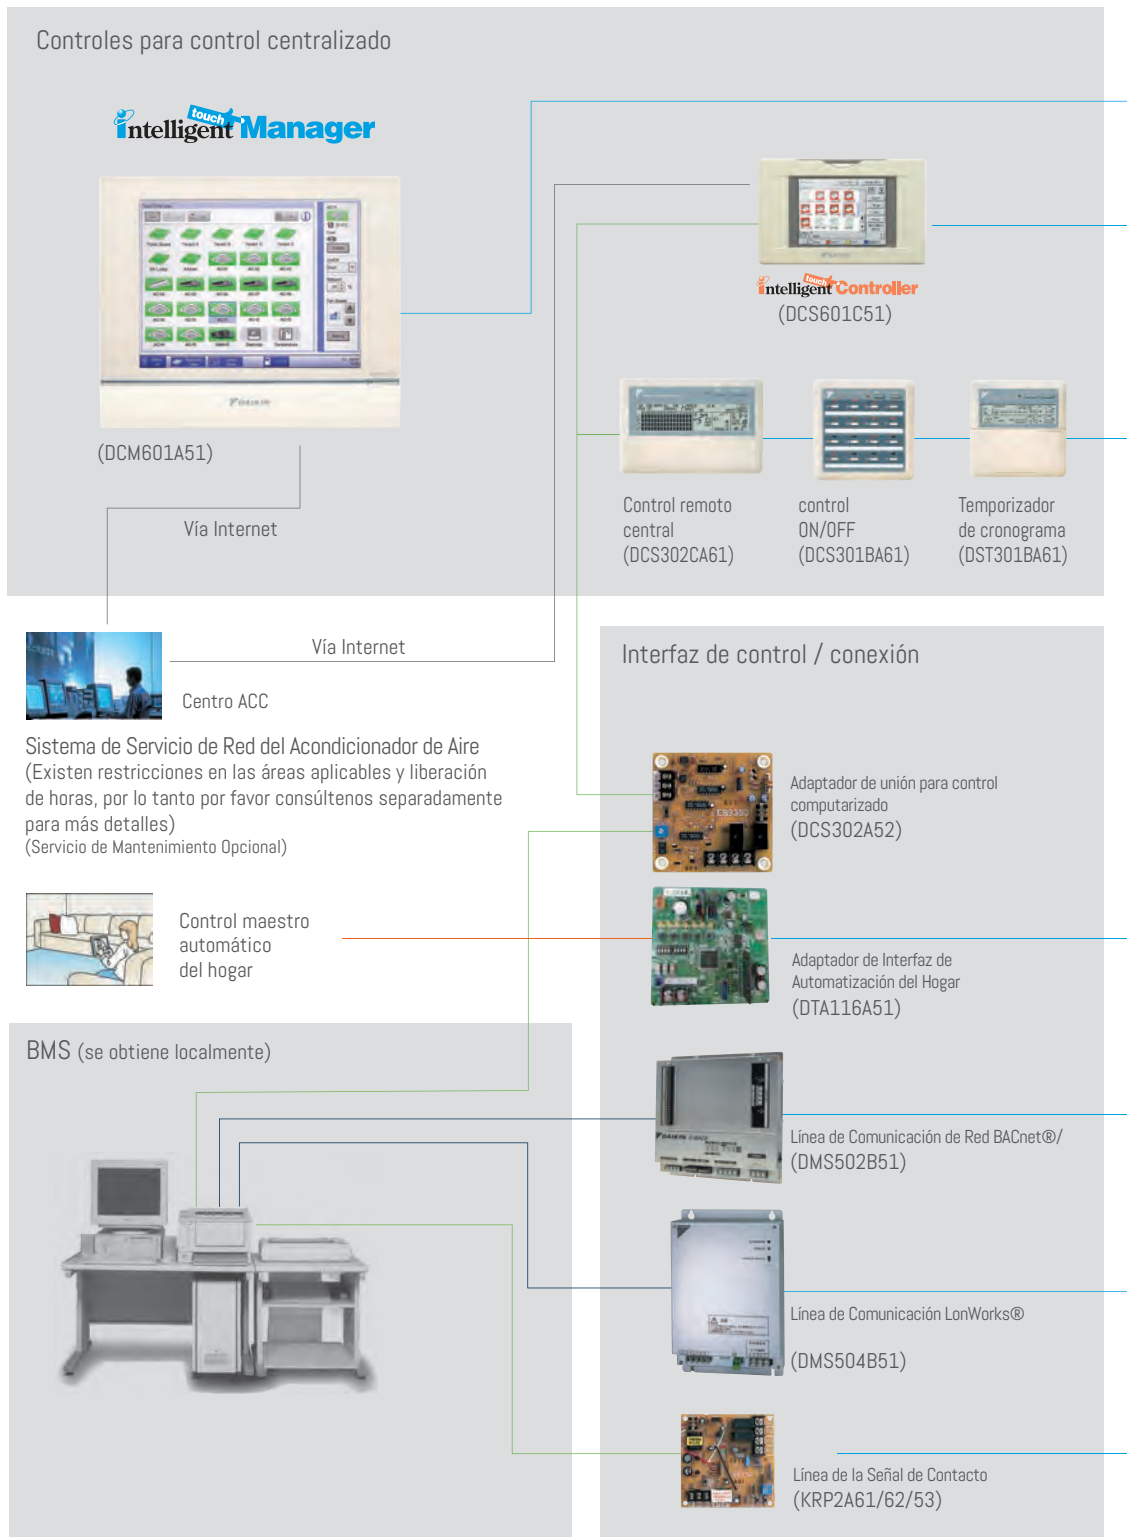 Controles para control centralizado
intelligent touch Manager
DAIKIN
(DCM601A51)
Vía Internet
intelligent touch Controller
(DCS601C51)
Control remoto
central
(DCS302CA61)
control
ON/OFF
(DCS301BA61)
Temporizador
de cronograma
(DST301BA61)
Vía Internet
Centro ACC
Sistema de Servicio de Red del Acondicionador de Aire
(Existen restricciones en las áreas aplicables y liberación
de horas, por lo tanto por favor consúltenos separadamente
para más detalles)
(Servicio de Mantenimiento Opcional)
Control maestro
automático
del hogar
Interfaz de control / conexión
Adaptador de unión para control
computarizado
(DCS302A52)
Adaptador de Interfaz de
Automatización del Hogar
(DTA116A51)
Línea de Comunicación de Red BACnet®/
(DMS502B51)
Línea de Comunicación LonWorks®
(DMS504B51)
Línea de la Señal de Contacto
(KRP2A61/62/53)
BMS (se obtiene localmente)